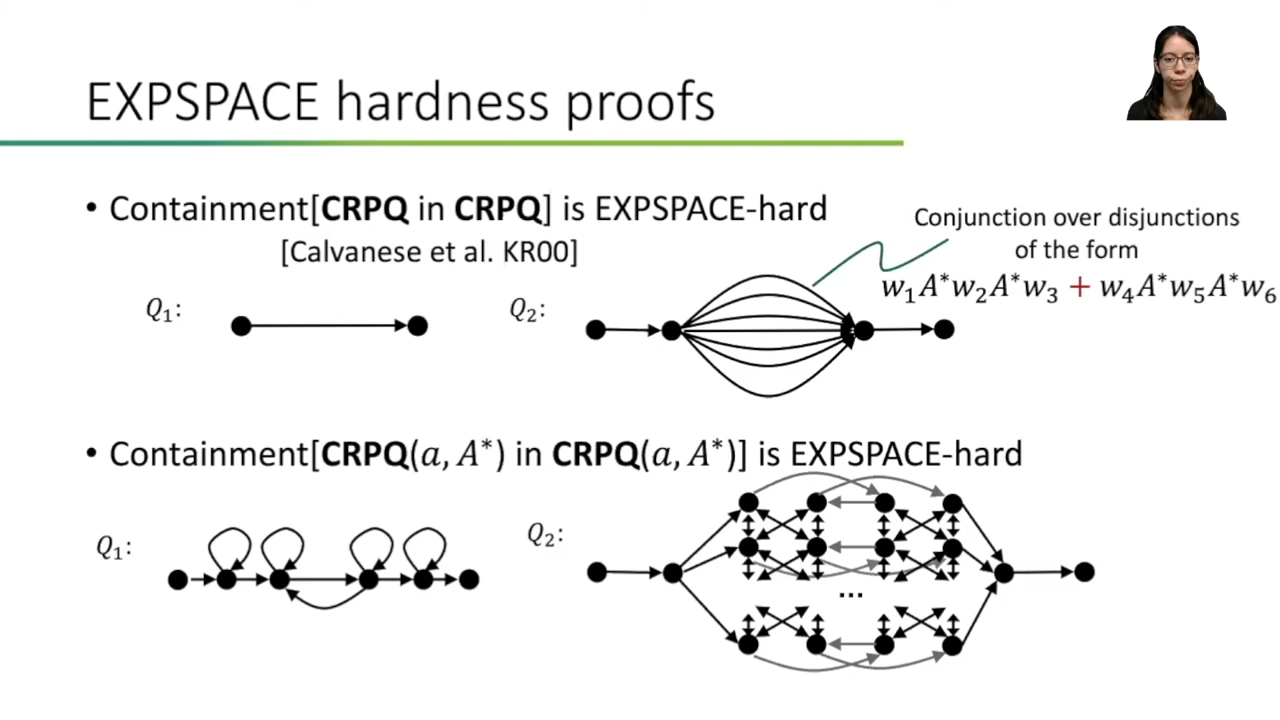 EXPSPACE hardness proofs
• Containment[CRPQ in CRPQ] is EXPSPACE-hard
[Calvanese et al. KR00]
Conjunction over disjunctions
of the form
w₁A*w₂A*w₃ + w₄A*w₅A*w₆
Q₁:
Q₂:
• Containment[CRPQ(a, A*) in CRPQ(a, A*)] is EXPSPACE-hard
Q₁:
Q₂:
...